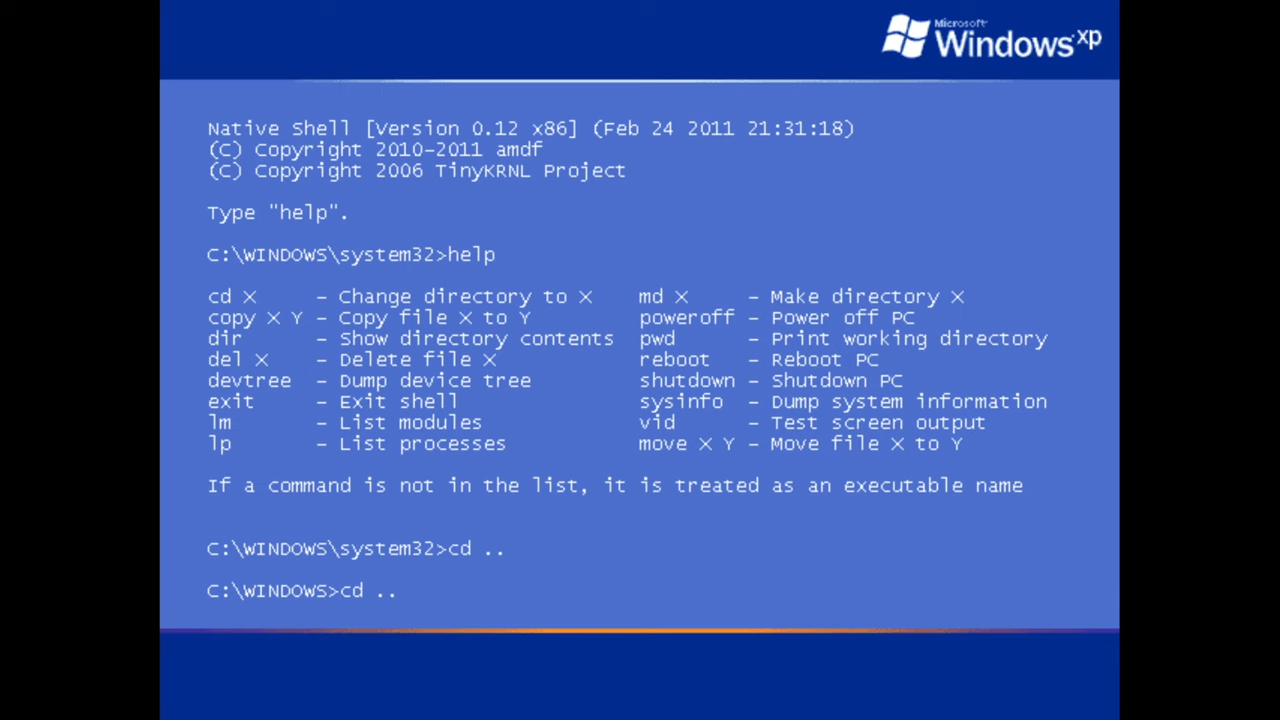 Microsoft
Windows xp
Native Shell [Version 0.12 x86] (Feb 24 2011 21:31:18)
(C) Copyright 2010-2011 amdf
(C) Copyright 2006 TinyKRNL Project
Type "help".
C:\WINDOWS\system32>help
cd X     - Change directory to X    md X     - Make directory X
copy X Y - Copy file X to Y         poweroff - Power off PC
dir      - Show directory contents  pwd      - Print working directory
del X    - Delete file X            reboot   - Reboot PC
devtree  - Dump device tree         shutdown - Shutdown PC
exit     - Exit shell               sysinfo  - Dump system information
lm       - List modules             vid      - Test screen output
lp       - List processes           move X Y - Move file X to Y
If a command is not in the list, it is treated as an executable name
C:\WINDOWS\system32>cd ..
C:\WINDOWS>cd ..